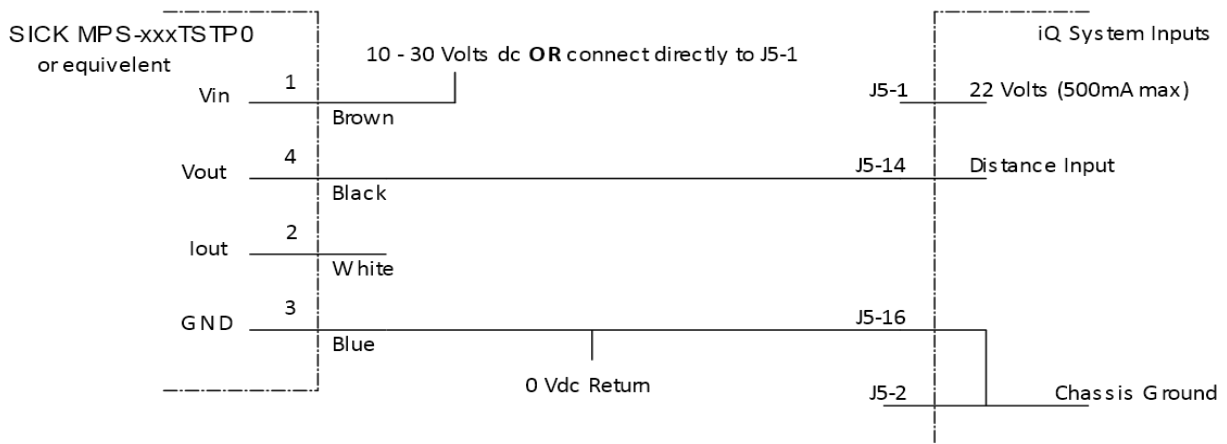 SICK MPS-xxxTSTP0
or equivelent
iQ System Inputs
10 - 30 Volts dc OR connect directly to J5-1
Vin
1
Brown
J5-1
22 Volts (500mA max)
Vout
4
Black
J5-14
Distance Input
Iout
2
White
GND
3
Blue
J5-16
0 Vdc Return
J5-2
Chassis Ground